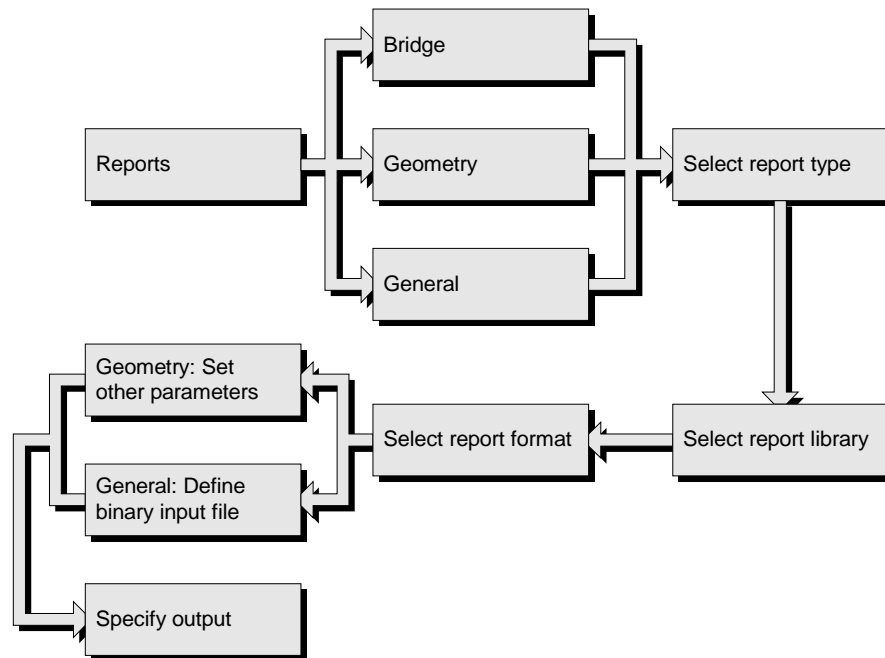 Bridge
Reports
Geometry
Select report type
General
Geometry: Set
other parameters
Select report format
Select report library
General: Define
binary input file
Specify output